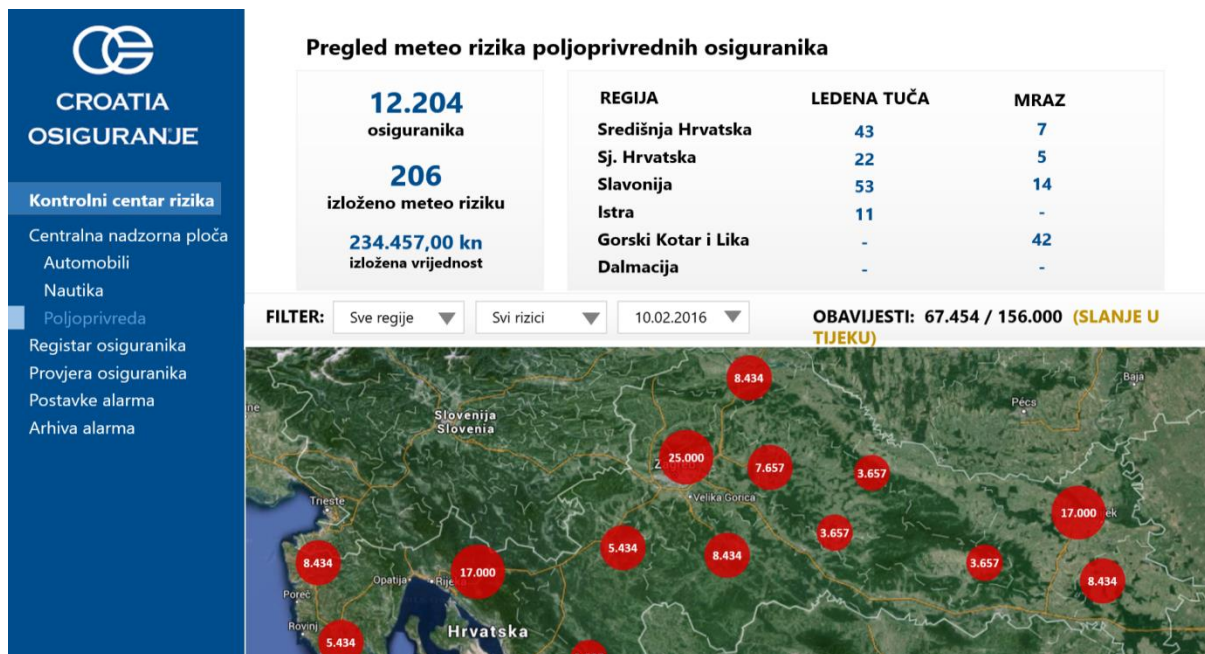 CROATIA
OSIGURANJE
Kontrolni centar rizika
Centralna nadzorna ploča
Automobili
Nautika
Poljoprivreda
Registar osiguranika
Provjera osiguranika
Postavke alarma
Arhiva alarma
Pregled meteo rizika poljoprivrednih osiguranika
12.204
osiguranika
206
izloženo meteo riziku
234.457,00 kn
izložena vrijednost
REGIJA LEDENA TUČA MRAZ
Središnja Hrvatska 43 7
Sj. Hrvatska 22 5
Slavonija 53 14
Istra 11 -
Gorski Kotar i Lika - 42
Dalmacija - -
FILTER: Sve regije Svi rizici 10.02.2016 OBAVIJESTI: 67.454 / 156.000 (SLANJE U
TIJEKU)
8.434
Baja
Pécs
Slovenija
Slovenia
25.000
7.657
3.657
Velika Gorica
Trieste
17.000
3.657
5.434
8.434
8.434
3.657
17.000
Opatija
8.434
Poreč
Rovinj
Hrvatska
5.434